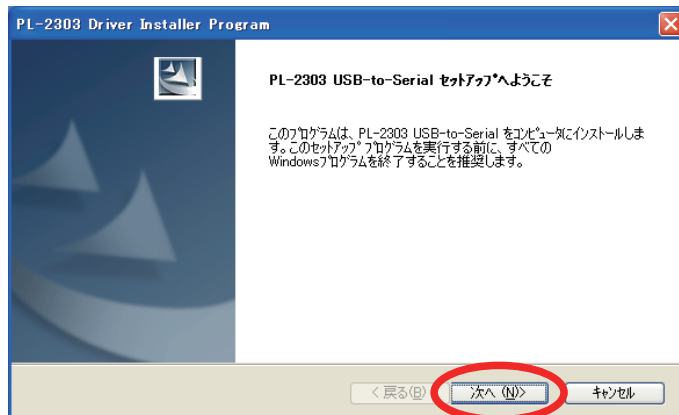 PL-2303 Driver Installer Program
PL-2303 USB-to-Serial ｾｯﾄｱｯﾌﾟへようこそ
このﾌﾟﾛｸﾞﾗﾑは、PL-2303 USB-to-Serial をｺﾝﾋﾟｭｰﾀにｲﾝｽﾄｰﾙしま
す。このｾｯﾄｱｯﾌﾟ ﾌﾟﾛｸﾞﾗﾑを実行する前に、すべての
Windowsﾌﾟﾛｸﾞﾗﾑを終了することを推奨します。
< 戻る(B)
次へ (N)>
ｷｬﾝｾﾙ